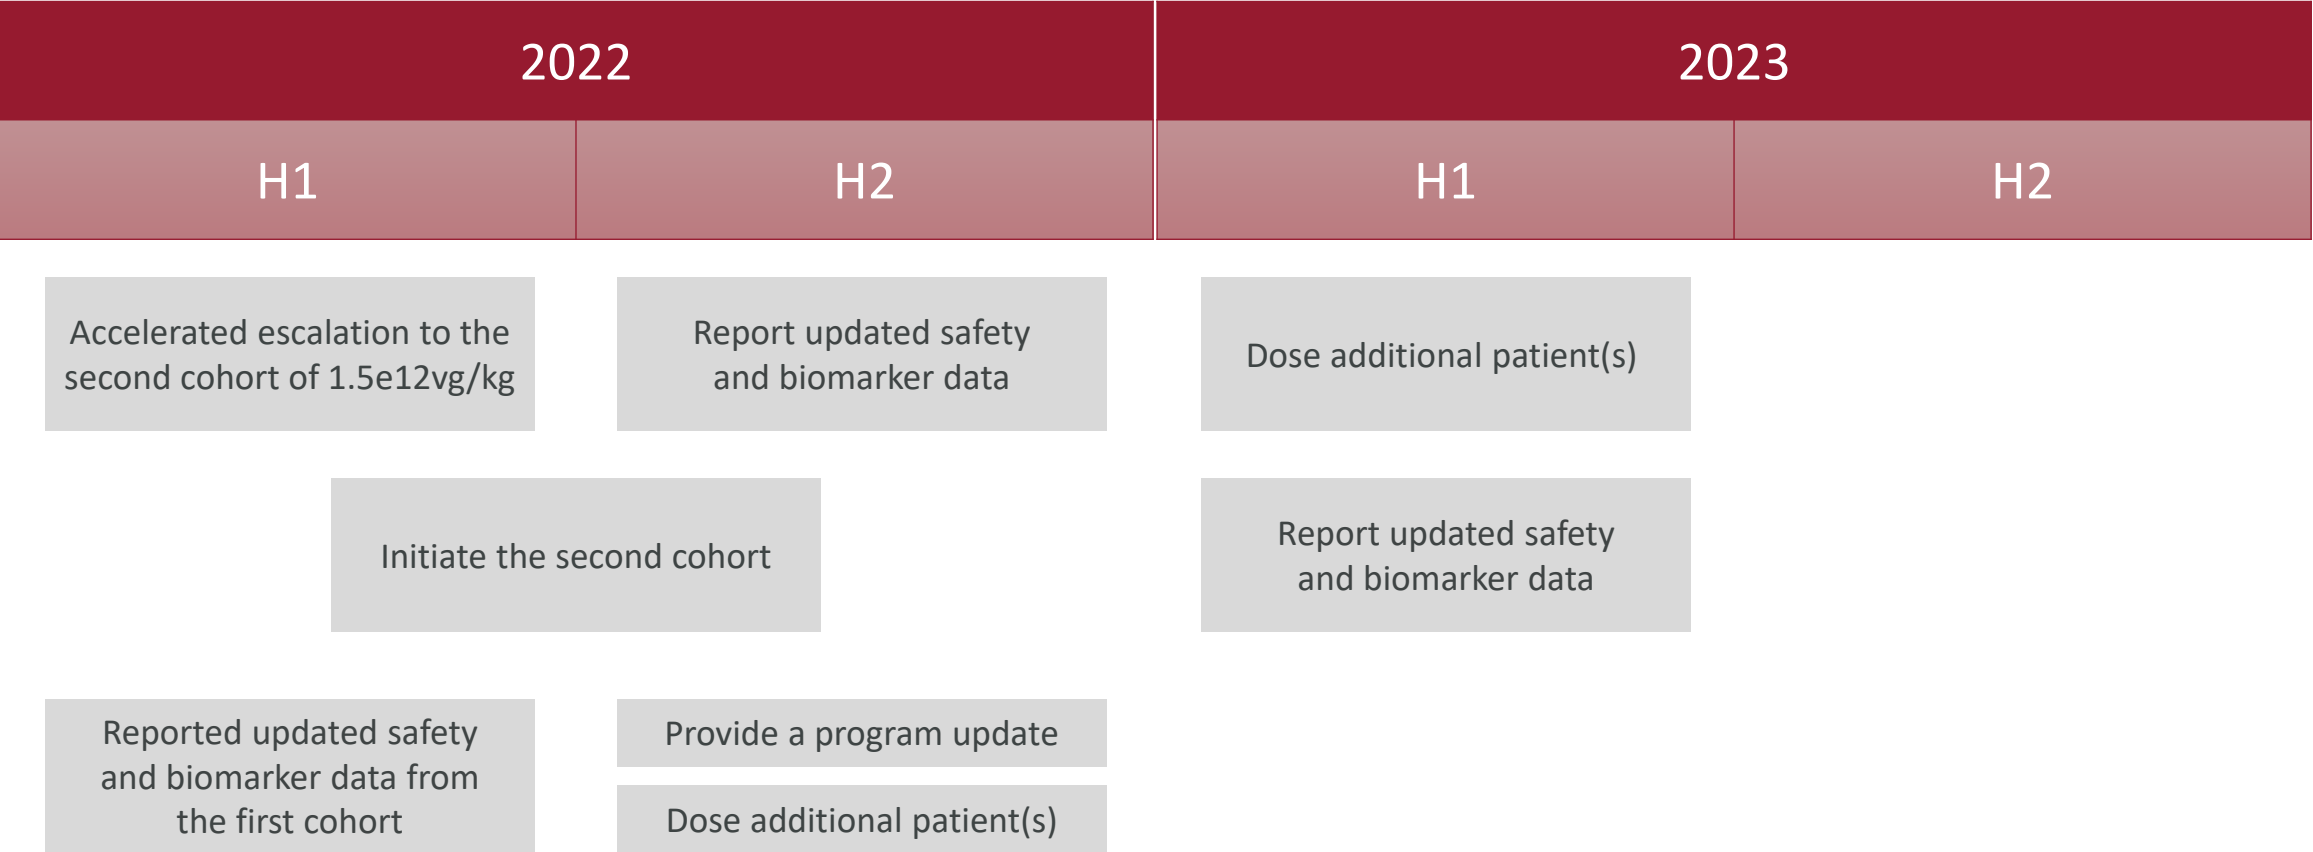 2022
2023
H1
H2
H1
H2
Accelerated escalation to the
second cohort of 1.5e12vg/kg
Report updated safety
and biomarker data
Dose additional patient(s)
Initiate the second cohort
Report updated safety
and biomarker data
Reported updated safety
and biomarker data from
the first cohort
Provide a program update
Dose additional patient(s)